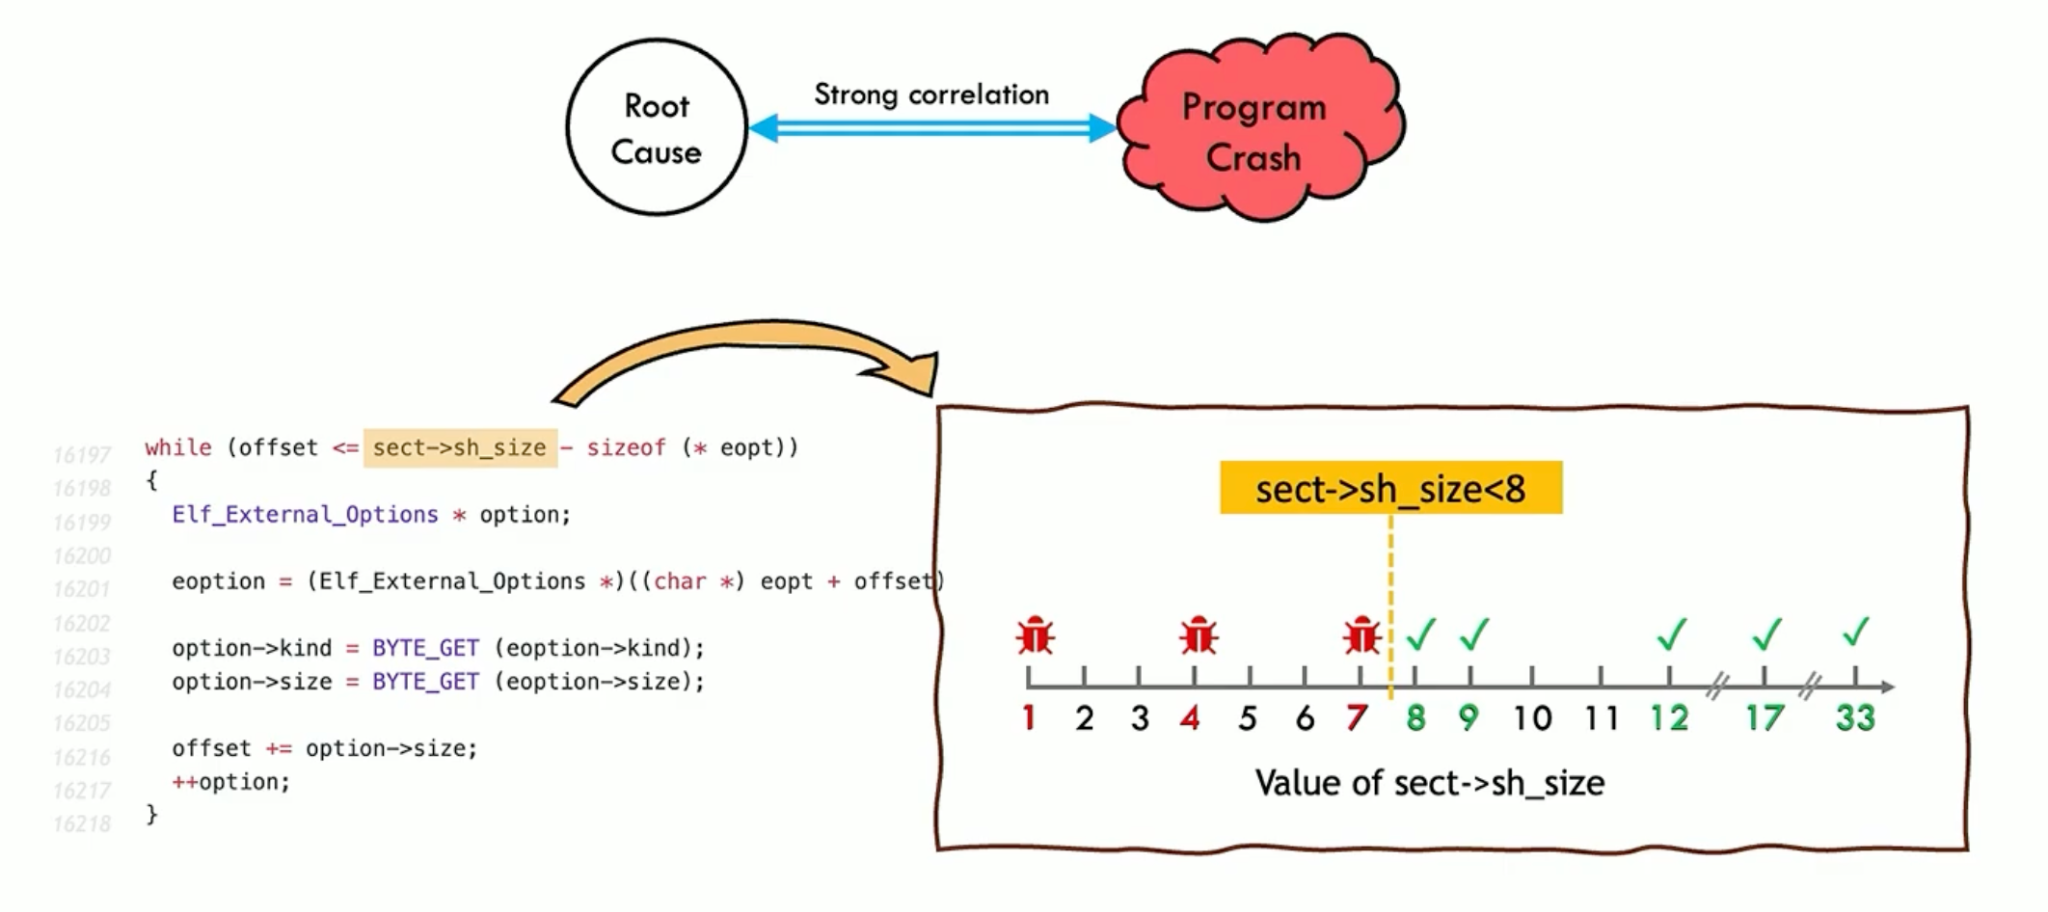 Root
Cause
Strong correlation
Program
Crash
16197 while (offset <= sect->sh_size - sizeof (* eopt))
16198 {
16199 Elf_External_Options * option;
16200
16201 eoption = (Elf_External_Options *)((char *) eopt + offset)
16202
16203 option->kind = BYTE_GET (eoption->kind);
16204 option->size = BYTE_GET (eoption->size);
16205
16216 offset += option->size;
16217 ++option;
16218 }
sect->sh_size<8
1 2 3 4 5 6 7 8 9 10 11 12 17 33
Value of sect->sh_size